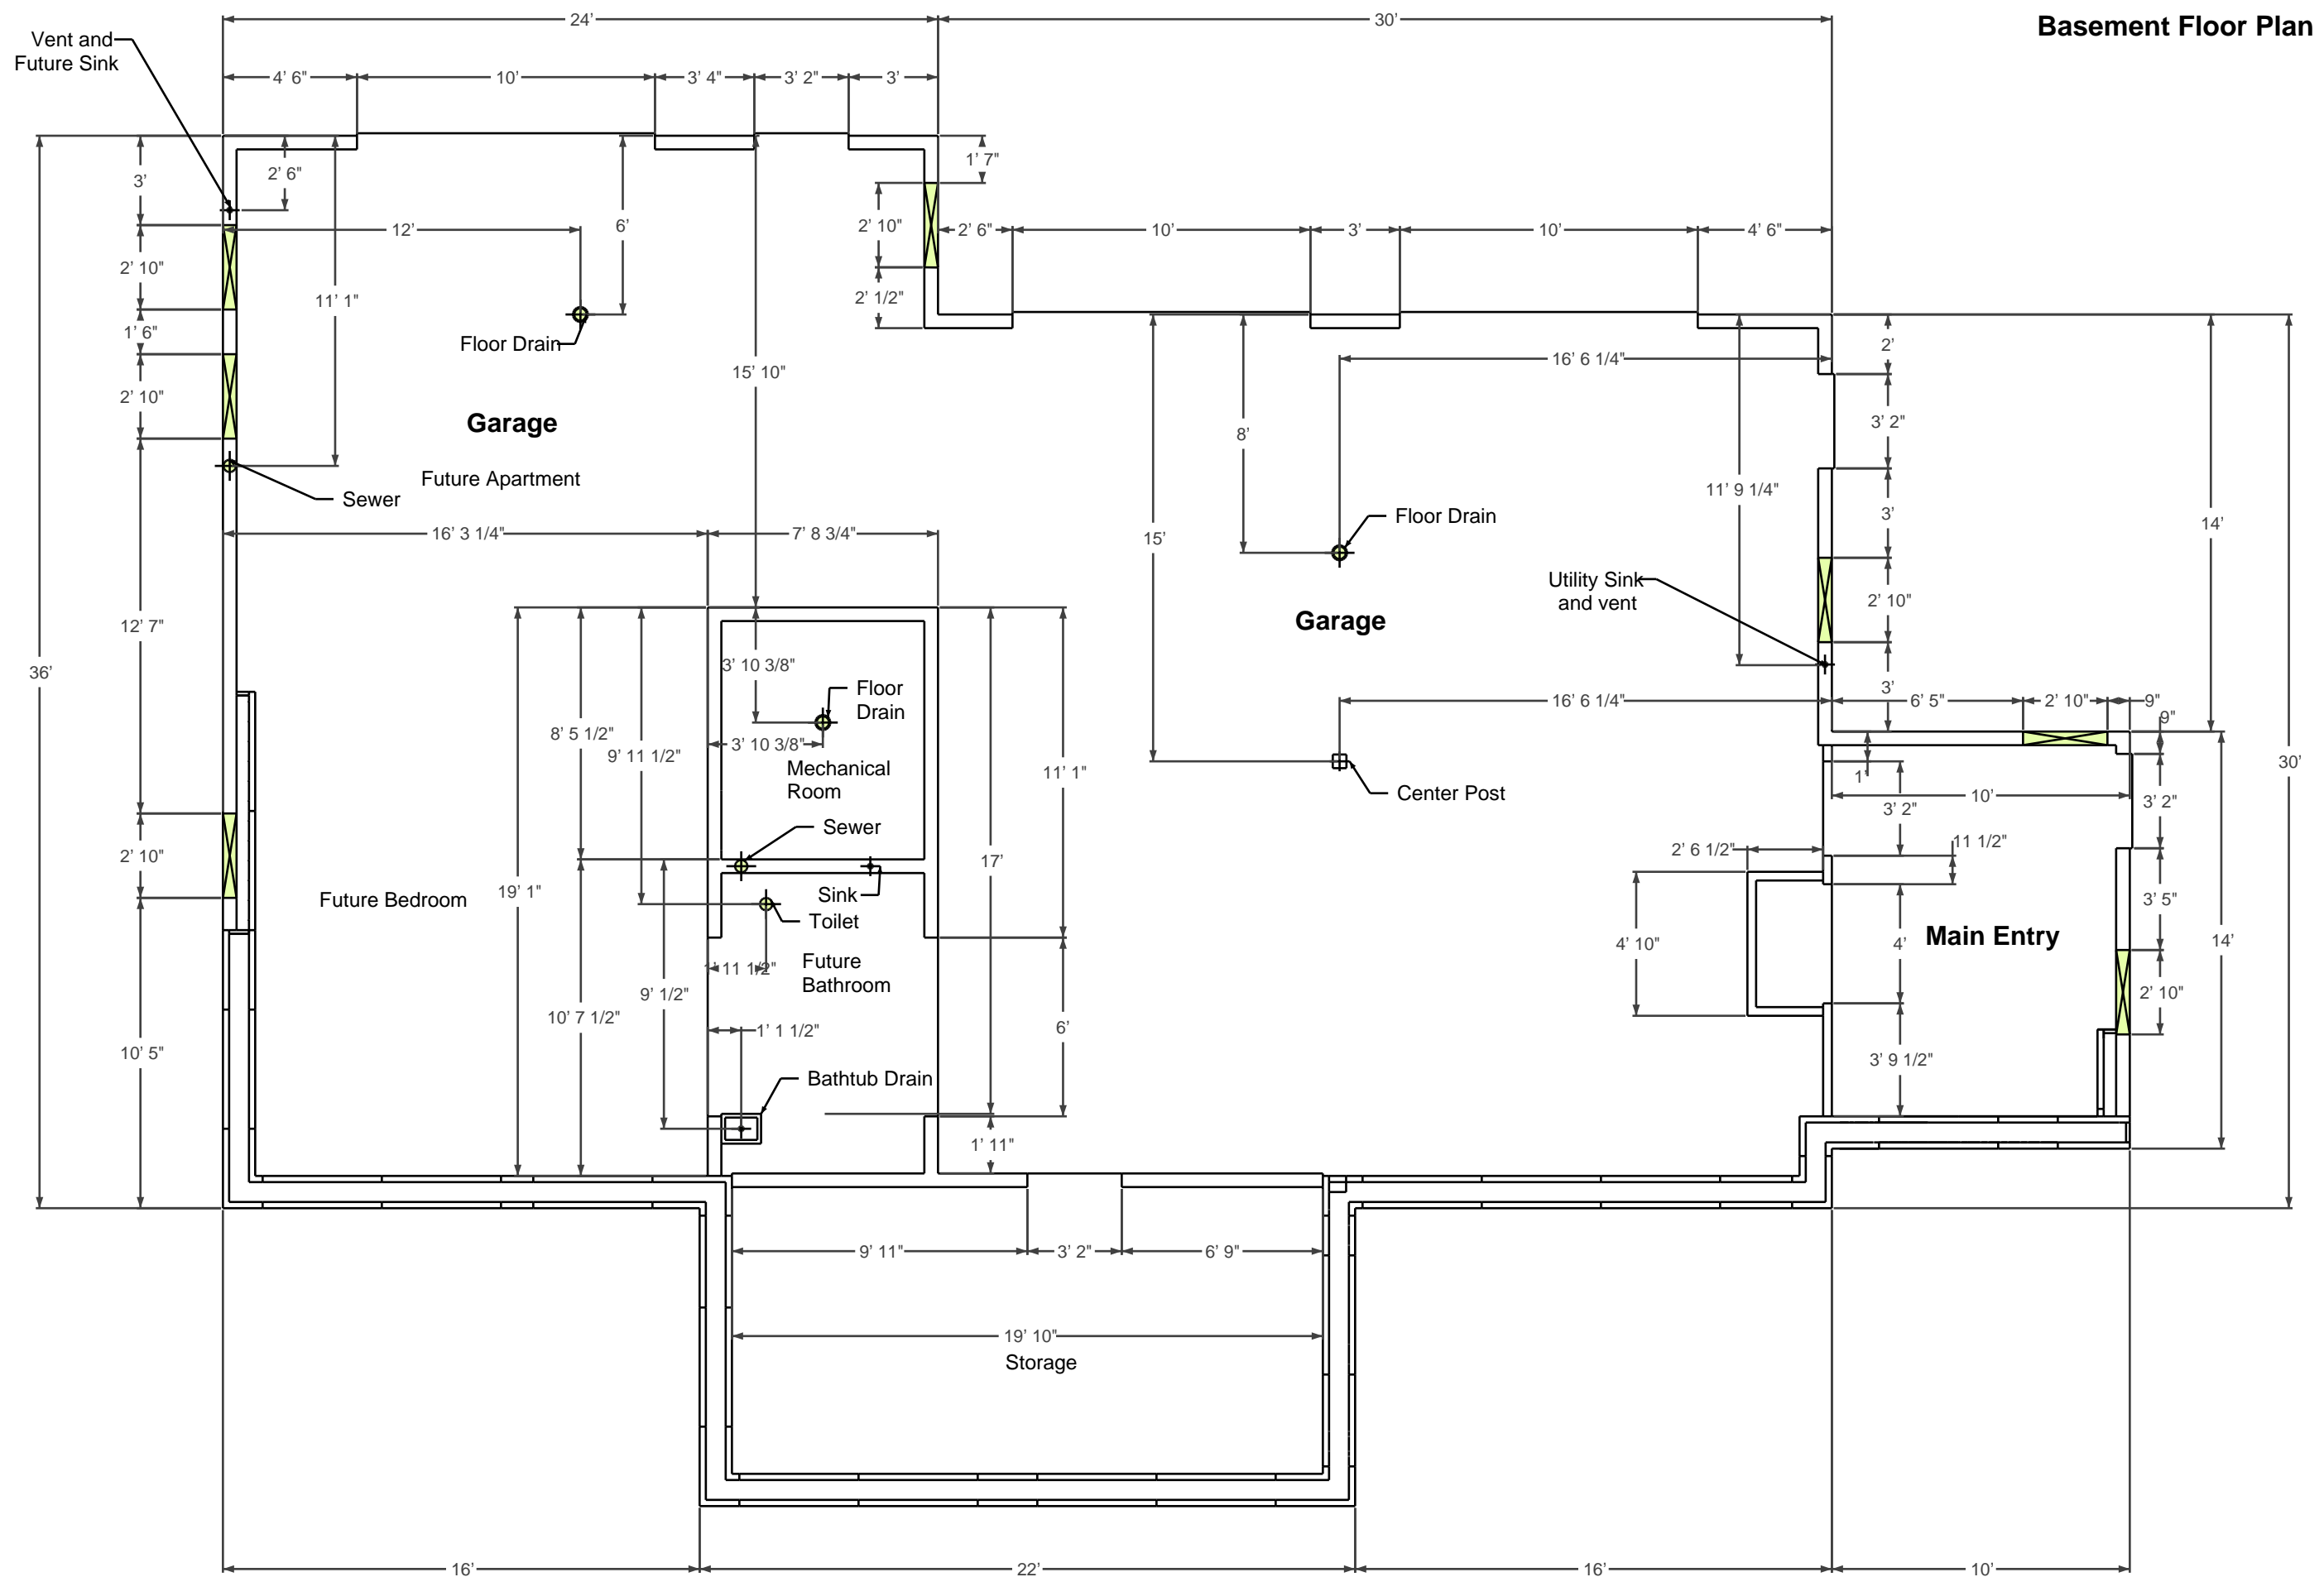 24' 30' Basement Floor Plan
Vent and
Future Sink
4' 6" 10' 3' 4" 3' 2" 3'
1' 7"
3' 2' 6"
12' 6' 2' 10" 2' 6" 10' 3' 10' 4' 6"
2' 10"
11' 1" 2' 1/2"
1' 6"
Floor Drain 2'
15' 10" 16' 6 1/4"
2' 10"
Garage 8' 3' 2"
Future Apartment
Sewer 11' 9 1/4"
Floor Drain 3' 14'
16' 3 1/4" 7' 8 3/4" 15'
Utility Sink
and vent 2' 10"
12' 7" Garage
36' 3' 10 3/8"
Floor
Drain
3'
16' 6 1/4" 6' 5" 2' 10" 9"
9"
8' 5 1/2" 3' 10 3/8"
9' 11 1/2"
Mechanical
Room
11' 1" 30'
1'
Center Post 10' 3' 2"
3' 2"
Sewer
2' 10" 17' 2' 6 1/2" 11 1/2"
Future Bedroom 19' 1" Sink 3' 5"
Toilet
Main Entry
4' 10" 4' 14'
Future
Bathroom
11 1/2"
9' 1/2" 2' 10"
10' 7 1/2" 6'
1' 1 1/2"
10' 5" 3' 9 1/2"
Bathtub Drain
1' 11"
9' 11" 3' 2" 6' 9"
19' 10"
Storage
16' 22' 16' 10'